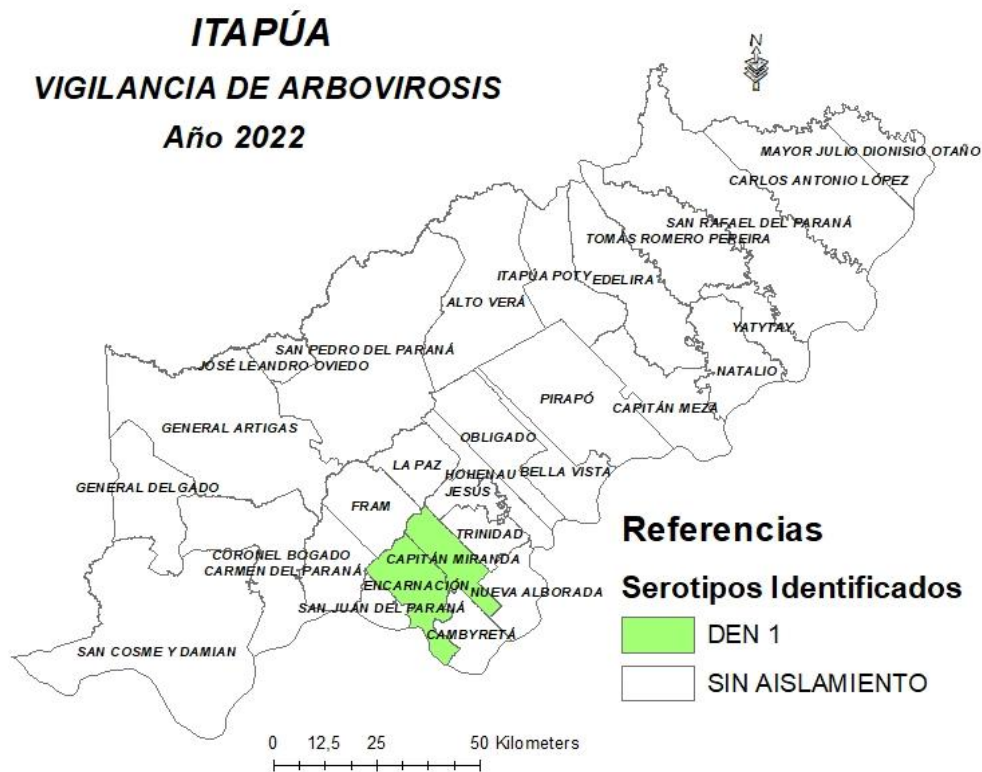 ITAPÚA
VIGILANCIA DE ARBOVIROSIS
Año 2022
N
MAYOR JULIO DIONISIO OTAÑO
CARLOS ANTONIO LÓPEZ
SAN RAFAEL DEL PARANÁ
TOMÁS ROMERO PEREIRA
ITAPÚA POTY
EDELIRA
ALTO VERÁ
YATYTAY
SAN PEDRO DEL PARANÁ
JOSÉ LEANDRO OVIEDO
NATALIO
PIRAPÓ
CAPITÁN MEZA
GENERAL ARTIGAS
OBLIGADO
LA PAZ
HOHENAU
BELLA VISTA
JESÚS
GENERAL DELGADO
FRAM
TRINIDAD
CORONEL BOGADO
CAPITÁN MIRANDA
CARMEN DEL PARANÁ
ENCARNACIÓN
NUEVA ALBORADA
SAN JUAN DEL PARANÁ
CAMBYRETÁ
SAN COSME Y DAMIAN
Referencias
Serotipos Identificados
DEN 1
SIN AISLAMIENTO
0 12,5 25 50 Kilometers